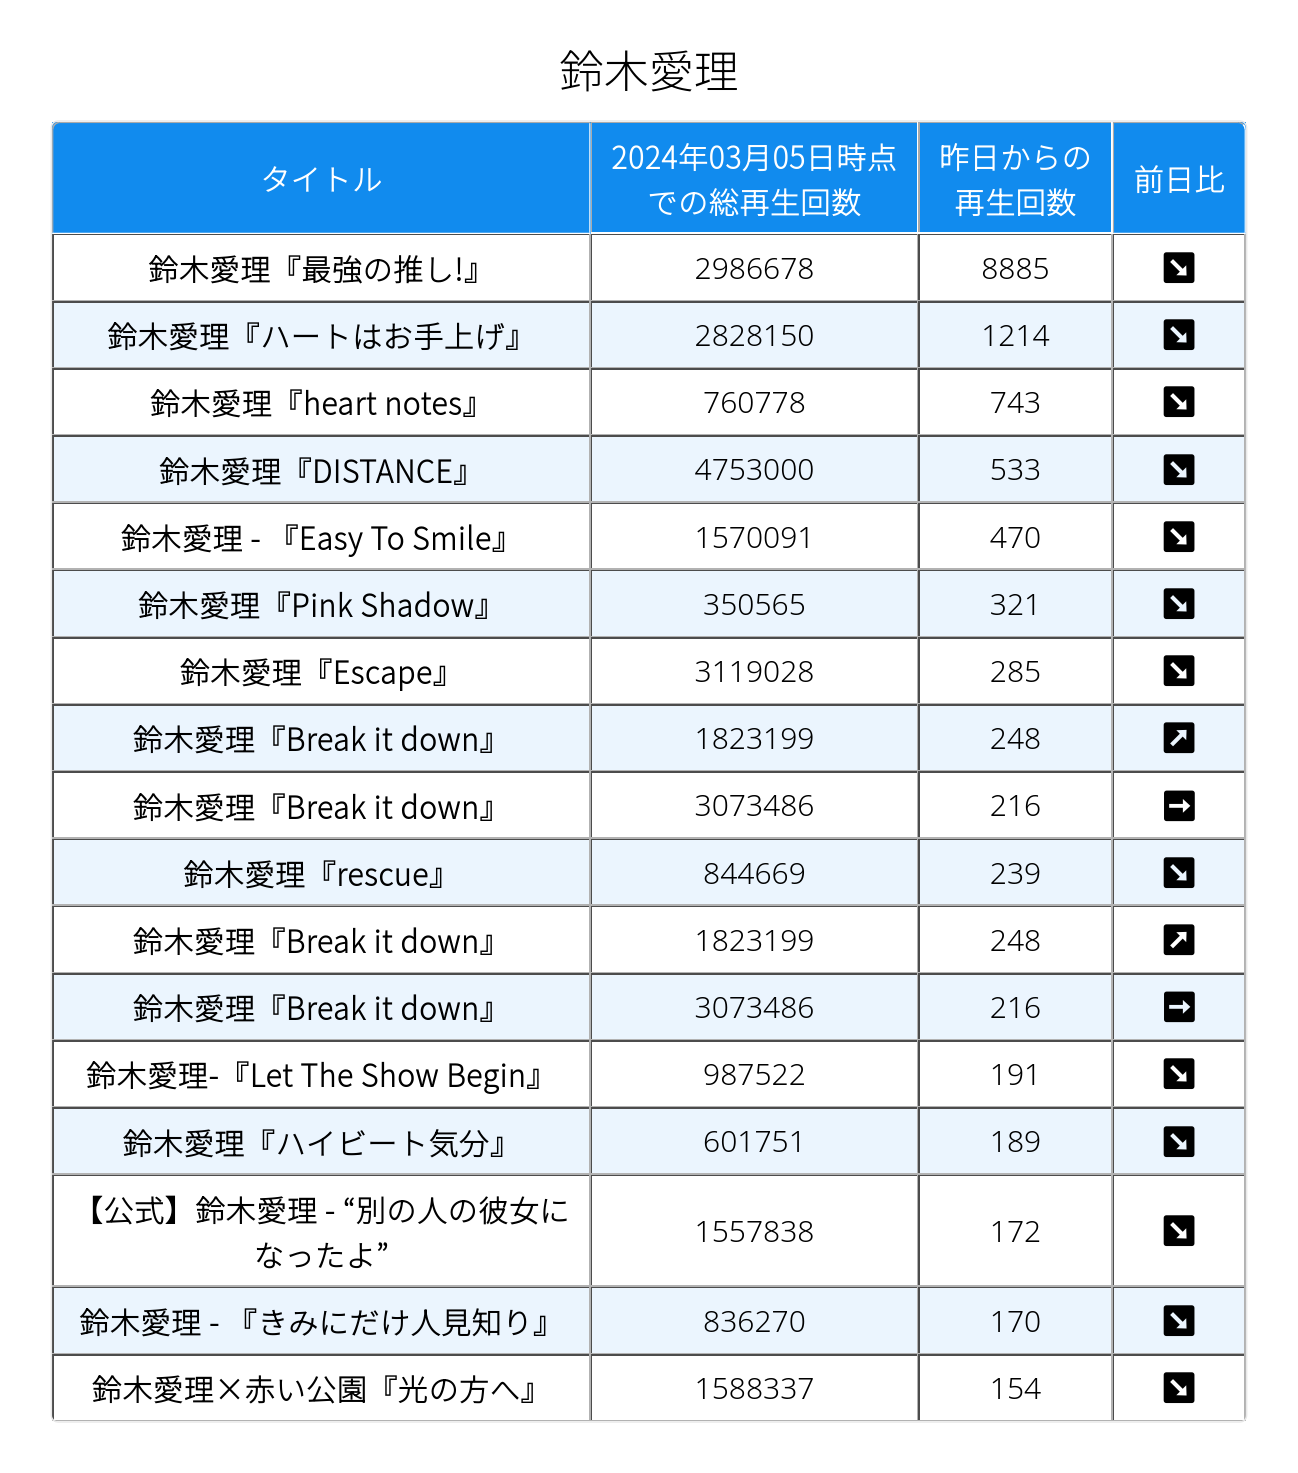 鈴木愛理
タイトル
2024年03月05日時点
での総再生回数
昨日からの
再生回数
前日比
鈴木愛理『最強の推し!』 2986678 8885 ↘
鈴木愛理『ハートはお手上げ』 2828150 1214 ↘
鈴木愛理『heart notes』 760778 743 ↘
鈴木愛理『DISTANCE』 4753000 533 ↘
鈴木愛理 - 『Easy To Smile』 1570091 470 ↘
鈴木愛理『Pink Shadow』 350565 321 ↘
鈴木愛理『Escape』 3119028 285 ↘
鈴木愛理『Break it down』 1823199 248 ↗
鈴木愛理『Break it down』 3073486 216 →
鈴木愛理『rescue』 844669 239 ↘
鈴木愛理『Break it down』 1823199 248 ↗
鈴木愛理『Break it down』 3073486 216 →
鈴木愛理-『Let The Show Begin』 987522 191 ↘
鈴木愛理『ハイビート気分』 601751 189 ↘
【公式】鈴木愛理 - “別の人の彼女に
なったよ” 1557838 172 ↘
鈴木愛理 - 『きみにだけ人見知り』 836270 170 ↘
鈴木愛理×赤い公園『光の方へ』 1588337 154 ↘